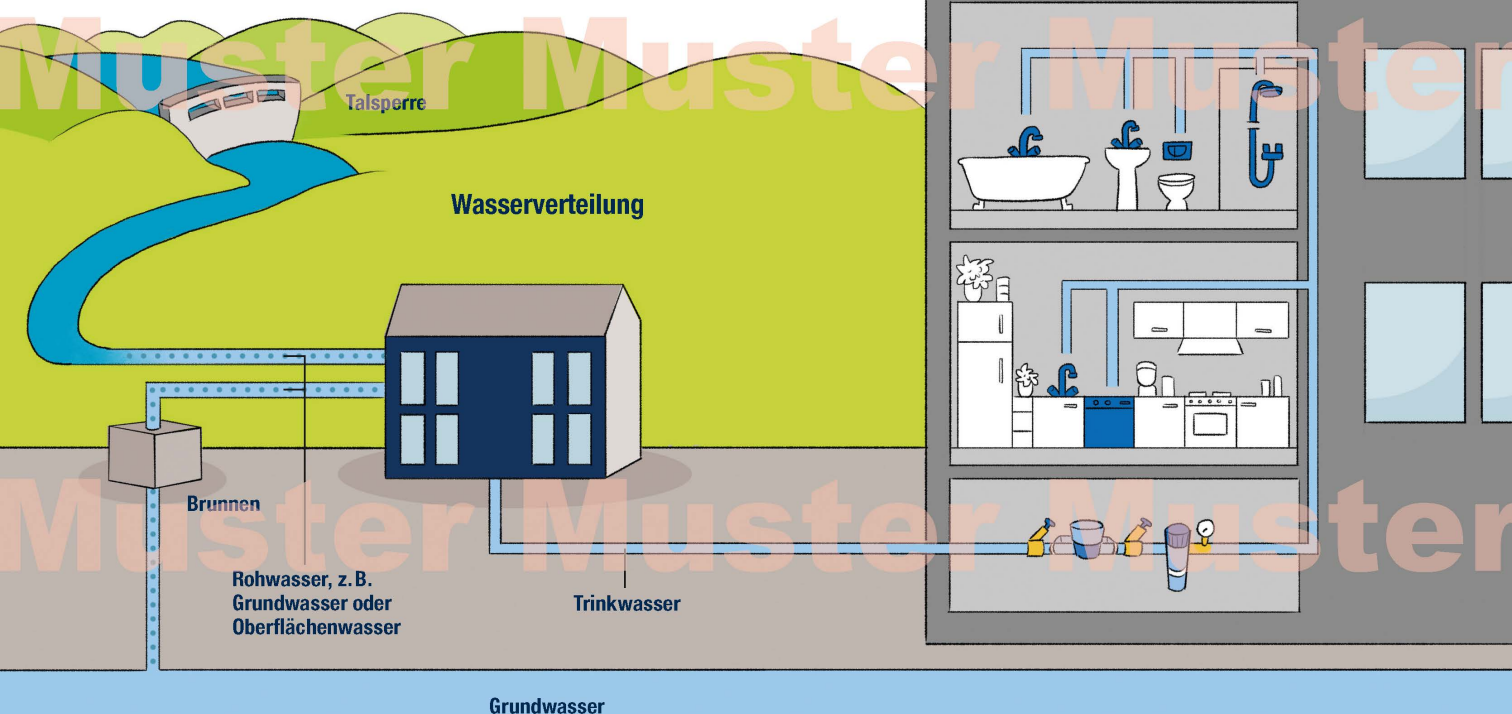 Muster Muster Muster
Talsperre
Wasserverteilung
Brunnen
Muster Muster Muster
Rohwasser, z. B.
Grundwasser oder
Oberflächenwasser
Trinkwasser
Grundwasser